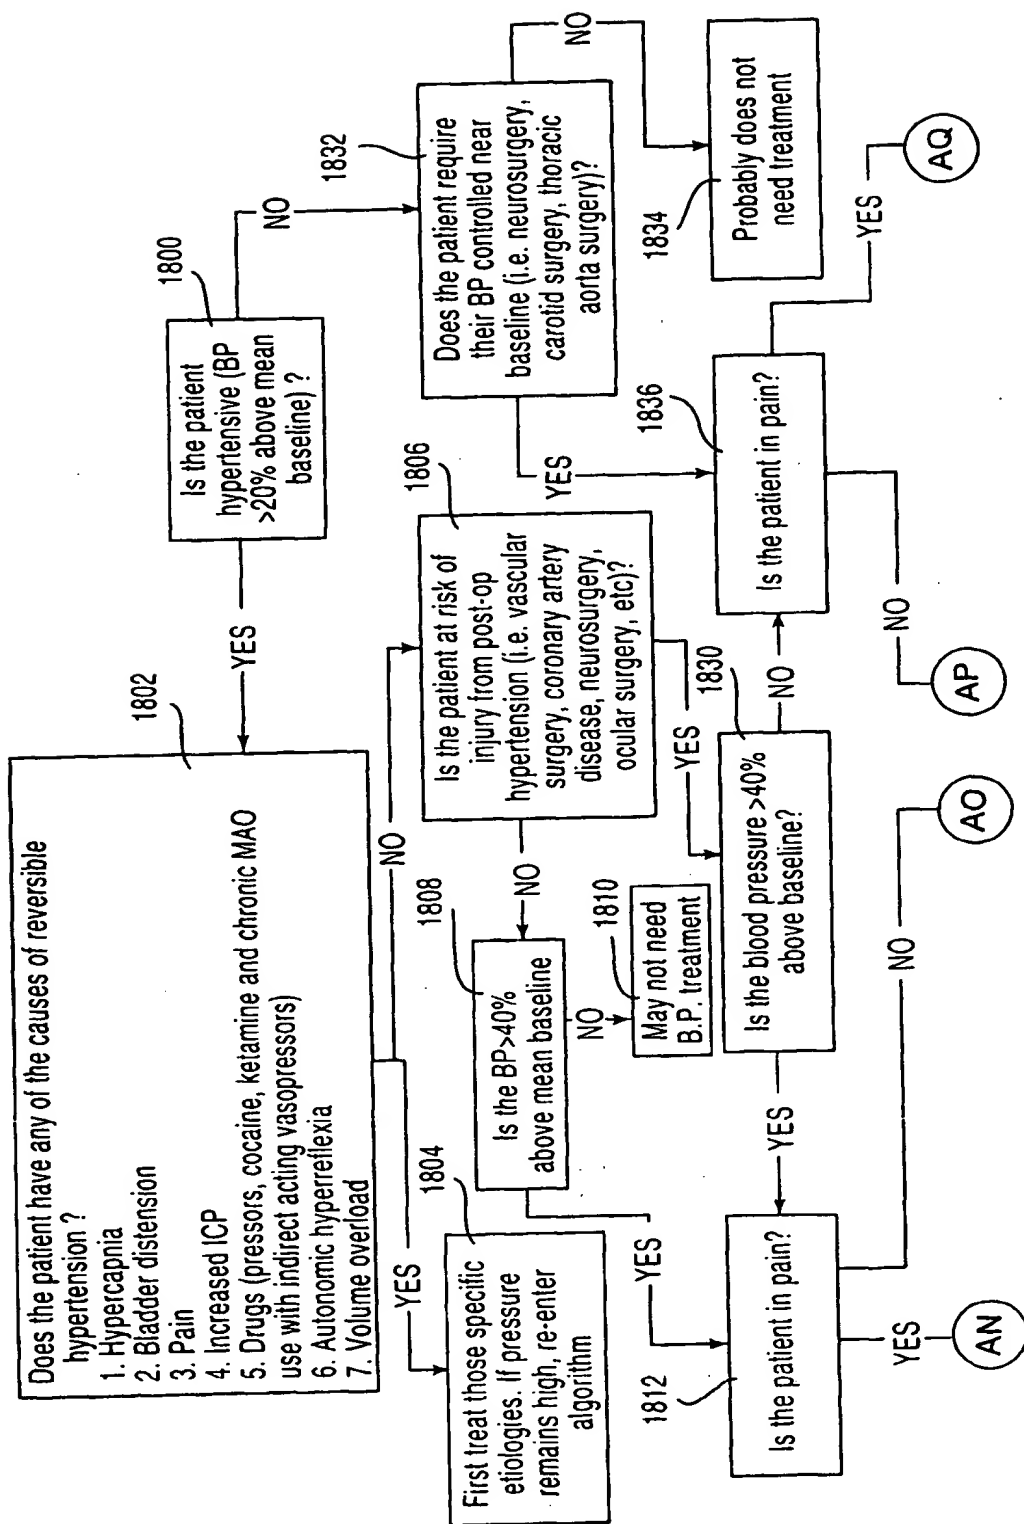 1800
Is the patient
hypertensive (BP
>20% above mean
baselinе) ?
YES
NO
1802
Does the patient have any of the causes of reversible
hypertension ?
1. Hypercapnia
2. Bladder distension
3. Pain
4. Increased ICP
5. Drugs (pressors, cocaine, ketamine and chronic MAO
use with indirect acting vasopressors)
6. Autonomic hyperreflexia
7. Volume overload
YES
NO
1804
First treat those specific
etiologies. If pressure
remains high, re-enter
algorithm
1806
Is the patient at risk of
injury from post-op
hypertension (i.e. vascular
surgery, coronary artery
disease, neurosurgery,
ocular surgery, etc)?
NO
YES
1832
Does the patient require
their BP controlled near
baseline (i.e. neurosurgery,
carotid surgery, thoracic
aorta surgery)?
YES
NO
1808
Is the BP>40%
above mean baseline
YES
NO
1810
May not need
B.P. treatment
1830
Is the blood pressure >40%
above baseline?
YES
NO
1836
Is the patient in pain?
YES
NO
1834
Probably does not
need treatment
1812
Is the patient in pain?
YES
NO
AN
AO
AP
AQ